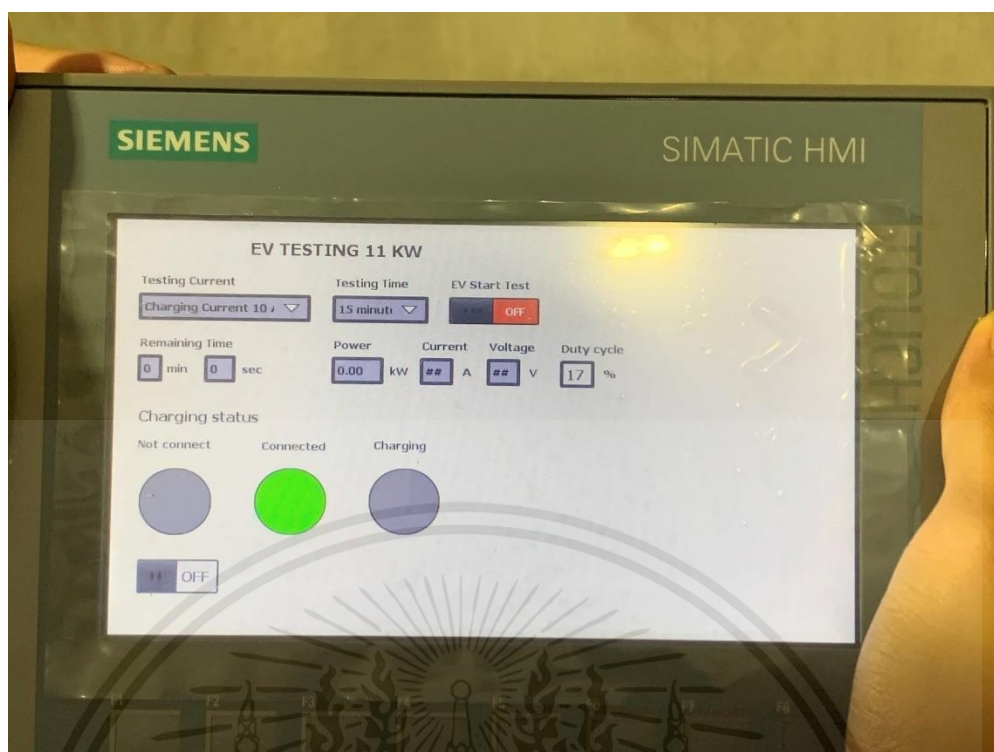 SIEMENS
SIMATIC HMI
TOUCH
EV TESTING 11 KW
Testing Current
Testing Time
EV Start Test
Charging Current 10
15 minut
OFF
Remaining Time
Power
Current
Voltage
Duty cycle
0 min 0 sec
0.00 kW
## A
## V
17 %
Charging status
Not connect
Connected
Charging
OFF
F2
F3